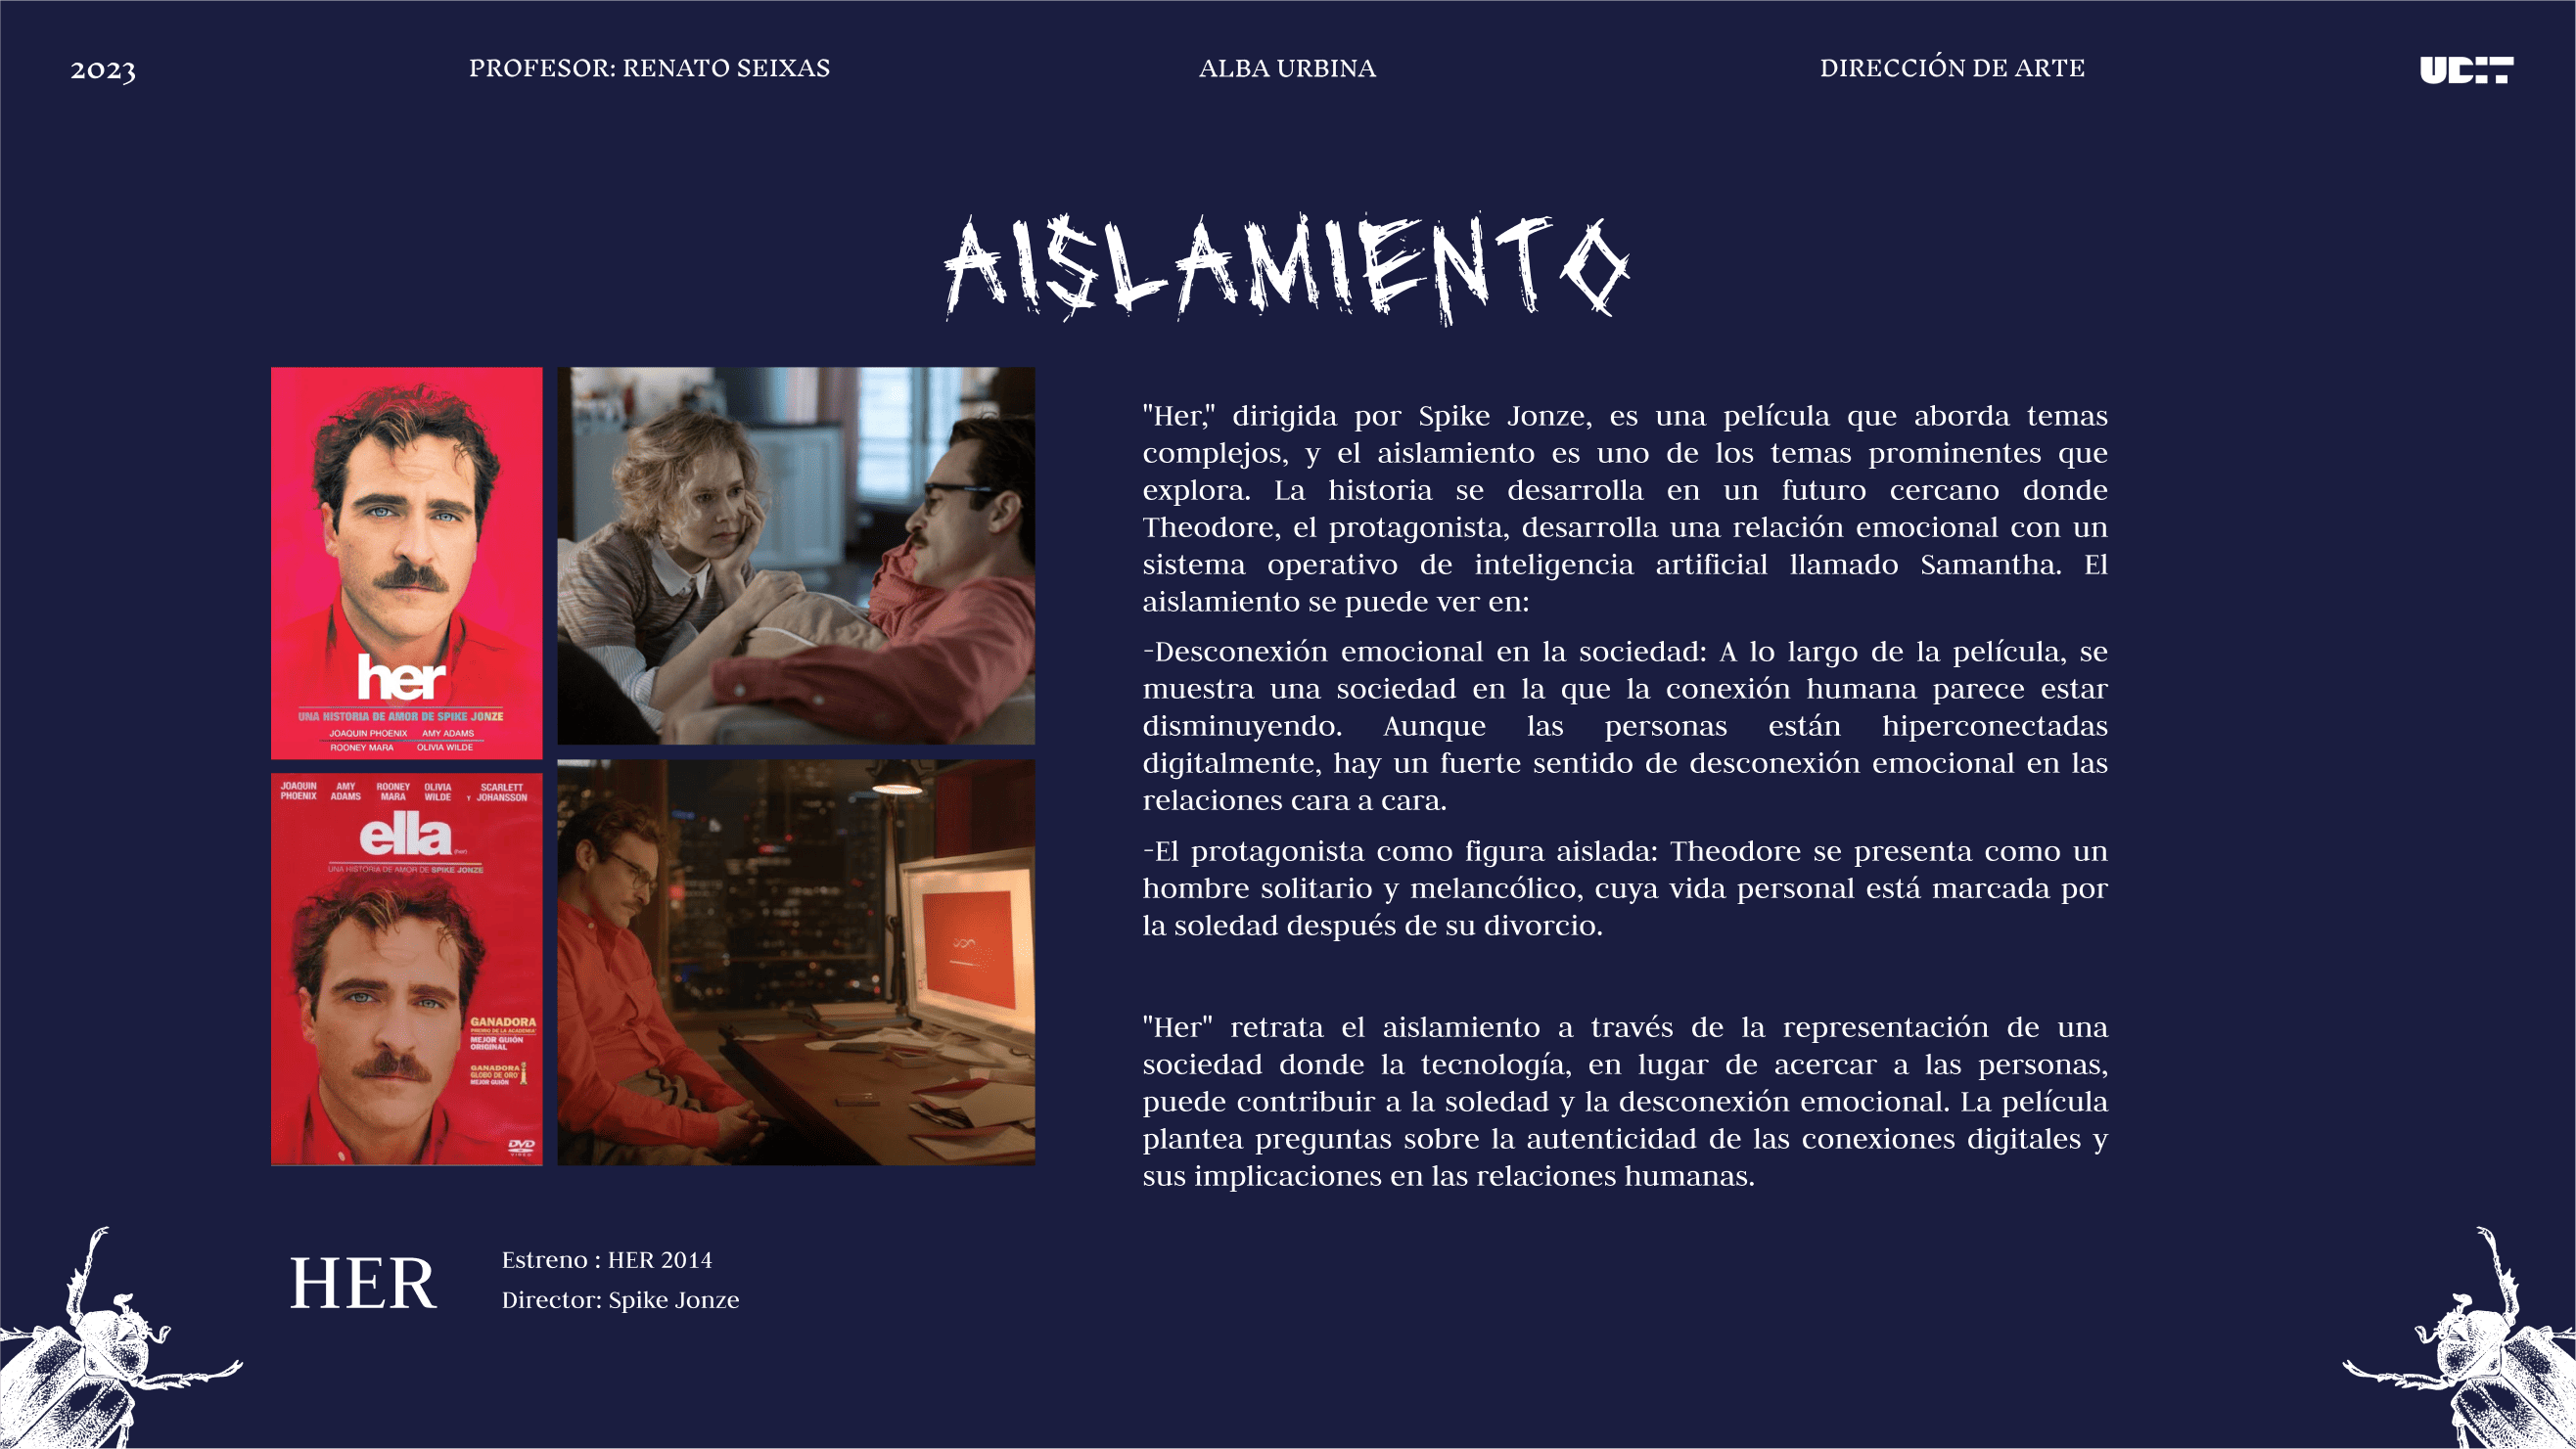 2023
PROFESOR: RENATO SEIXAS
ALBA URBINA
DIRECCIÓN DE ARTE
UDIT
AISLAMIENTO
her
UNA HISTORIA DE AMOR DE SPIKE JONZE
JOAQUIN PHOENIX AMY ADAMS
ROONEY MARA OLIVIA WILDE
JOAQUIN AMY ROONEY OLIVIA SCARLETT
PHOENIX ADAMS MARA WILDE Y JOHANSSON
ella (her)
UNA HISTORIA DE AMOR DE SPIKE JONZE
GANADORA
PREMIO DE LA ACADEMIA
MEJOR GUIÓN
ORIGINAL
GANADORA
GLOBO DE ORO
MEJOR GUIÓN
DVD
VIDEO
"Her," dirigida por Spike Jonze, es una película que aborda temas
complejos, y el aislamiento es uno de los temas prominentes que
explora. La historia se desarrolla en un futuro cercano donde
Theodore, el protagonista, desarrolla una relación emocional con un
sistema operativo de inteligencia artificial llamado Samantha. El
aislamiento se puede ver en:
-Desconexión emocional en la sociedad: A lo largo de la película, se
muestra una sociedad en la que la conexión humana parece estar
disminuyendo. Aunque las personas están hiperconectadas
digitalmente, hay un fuerte sentido de desconexión emocional en las
relaciones cara a cara.
-El protagonista como figura aislada: Theodore se presenta como un
hombre solitario y melancólico, cuya vida personal está marcada por
la soledad después de su divorcio.
"Her" retrata el aislamiento a través de la representación de una
sociedad donde la tecnología, en lugar de acercar a las personas,
puede contribuir a la soledad y la desconexión emocional. La película
plantea preguntas sobre la autenticidad de las conexiones digitales y
sus implicaciones en las relaciones humanas.
HER
Estreno : HER 2014
Director: Spike Jonze